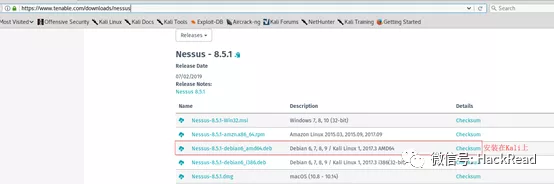 https://www.tenable.com/downloads/nessus
Search
Most Visited
Offensive Security
Kali Linux
Kali Docs
Kali Tools
Exploit-DB
Aircrack-ng
Kali Forums
NetHunter
Kali Training
Getting Started
Releases
Nessus - 8.5.1
Release Date
07/02/2019
Release Notes:
Nessus 8.5.1
Name Description Details
Nessus-8.5.1-Win32.msi Windows 7, 8, 10 (32-bit) Checksum
Nessus-8.5.1-amzn.x86_64.rpm Amazon Linux 2015.03, 2015.09, 2017.09 Checksum
Nessus-8.5.1-debian6_amd64.deb Debian 6, 7, 8, 9 / Kali Linux 1, 2017.3 AMD64 Checksum 安装在Kali上
Nessus-8.5.1-debian6_i386.deb Debian 6, 7, 8, 9 / Kali Linux 1, 2017.3 i386(32-bit) Checksum
Nessus-8.5.1.dmg macOS (10.8 - 10.14) Checksum
微信号: HackRead